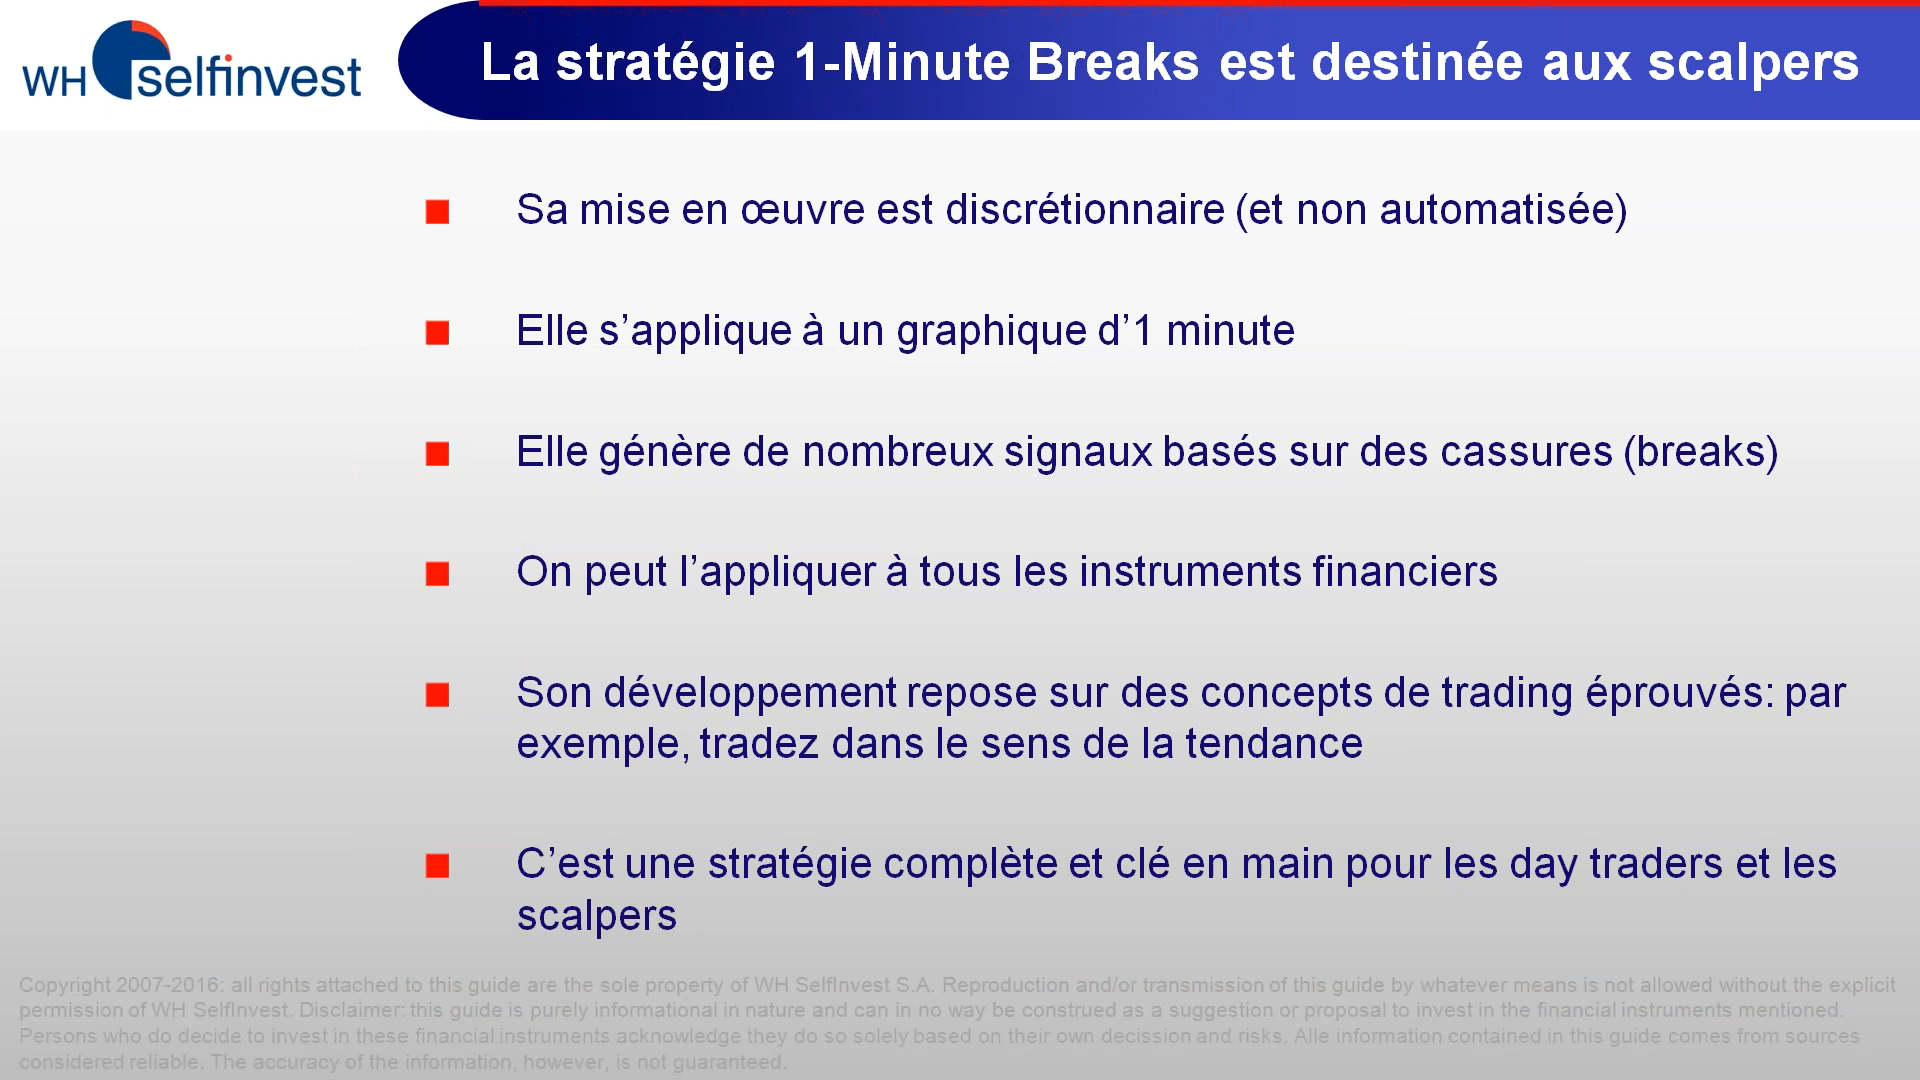 WH selfinvest
La stratégie 1-Minute Breaks est destinée aux scalpers
Sa mise en œuvre est discrétionnaire (et non automatisée)
Elle s’applique à un graphique d’1 minute
Elle génère de nombreux signaux basés sur des cassures (breaks)
On peut l’appliquer à tous les instruments financiers
Son développement repose sur des concepts de trading éprouvés: par
exemple, tradez dans le sens de la tendance
C’est une stratégie complète et clé en main pour les day traders et les
scalpers
Copyright 2007-2016: all rights attached to this guide are the sole property of WH SelfInvest S.A. Reproduction and/or transmission of this guide by whatever means is not allowed without the explicit
permission of WH SelfInvest. Disclaimer: this guide is purely informational in nature and can in no way be construed as a suggestion or proposal to invest in the financial instruments mentioned.
Persons who do decide to invest in these financial instruments acknowledge they do so solely based on their own decission and risks. Alle information contained in this guide comes from sources
considered reliable. The accuracy of the information, however, is not guaranteed.